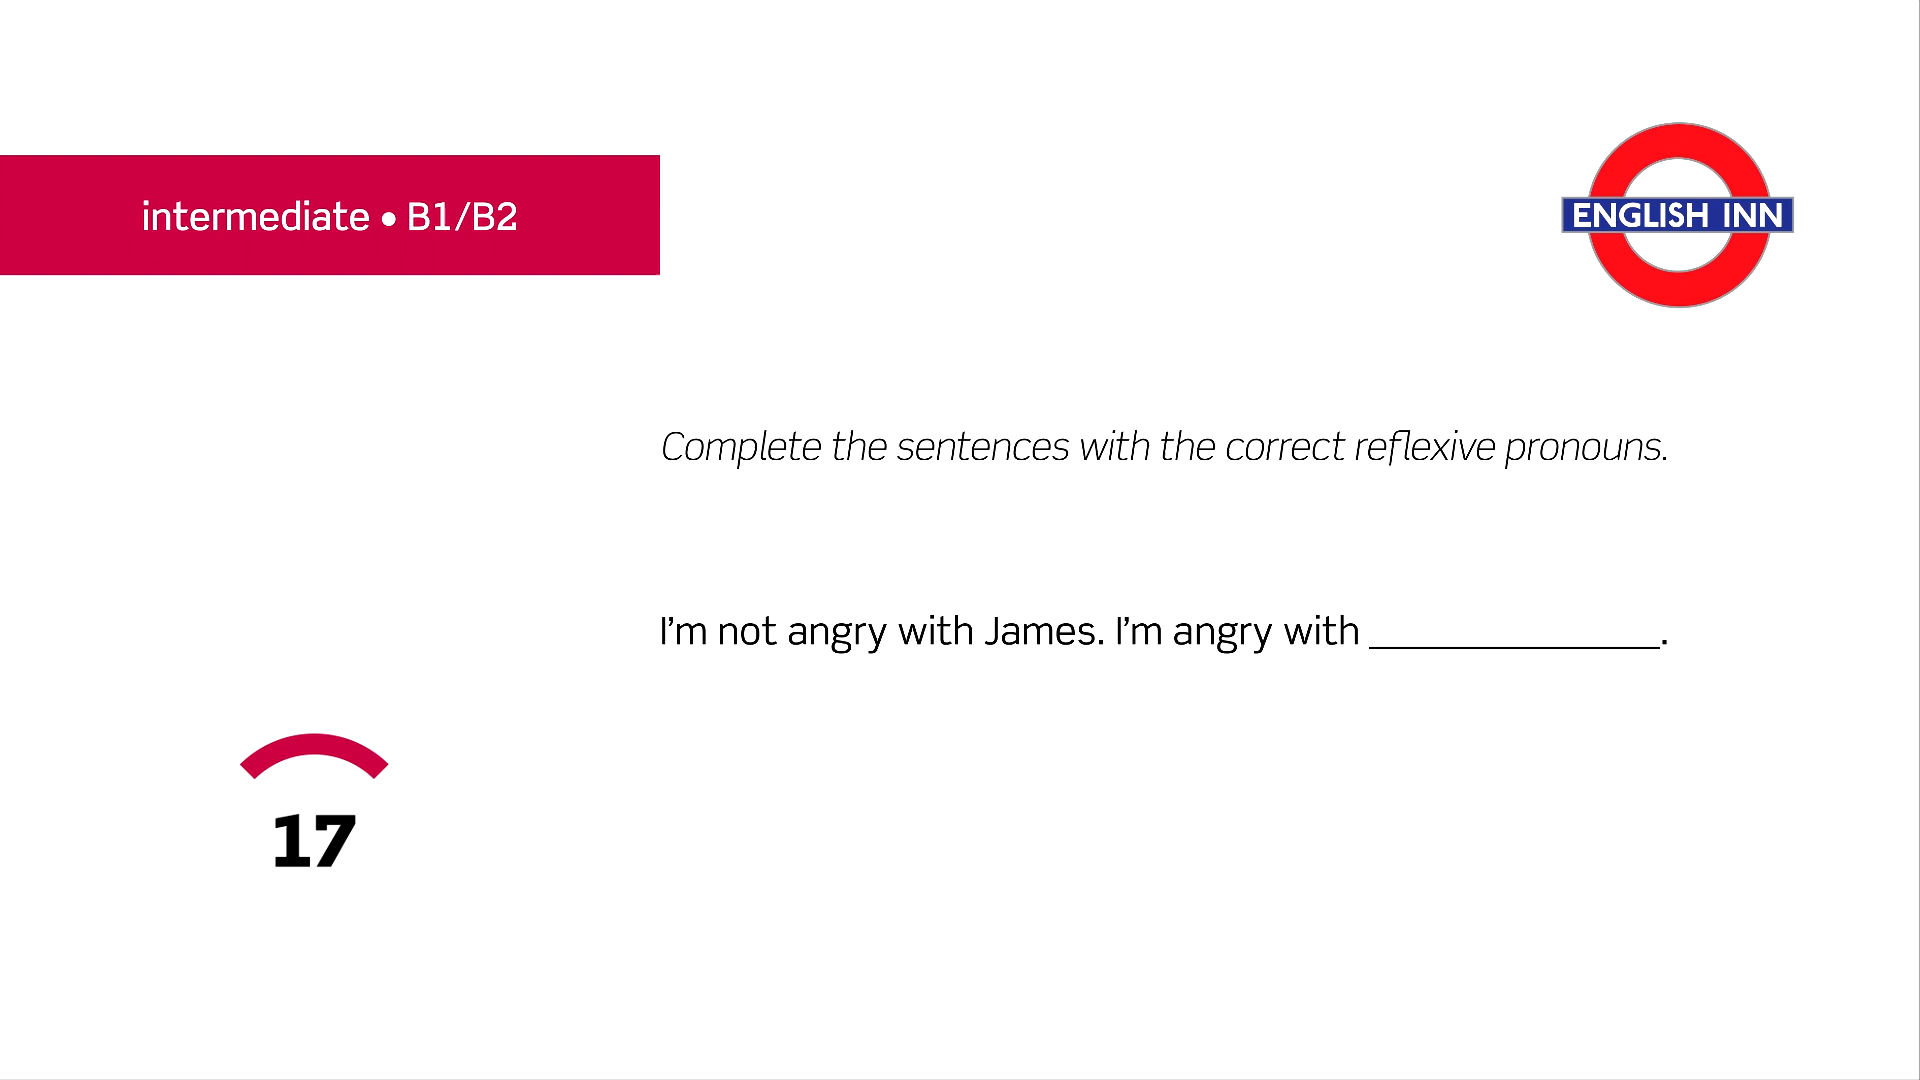 intermediate • B1/B2
ENGLISH INN
Complete the sentences with the correct reflexive pronouns.
I’m not angry with James. I’m angry with ______________.
17